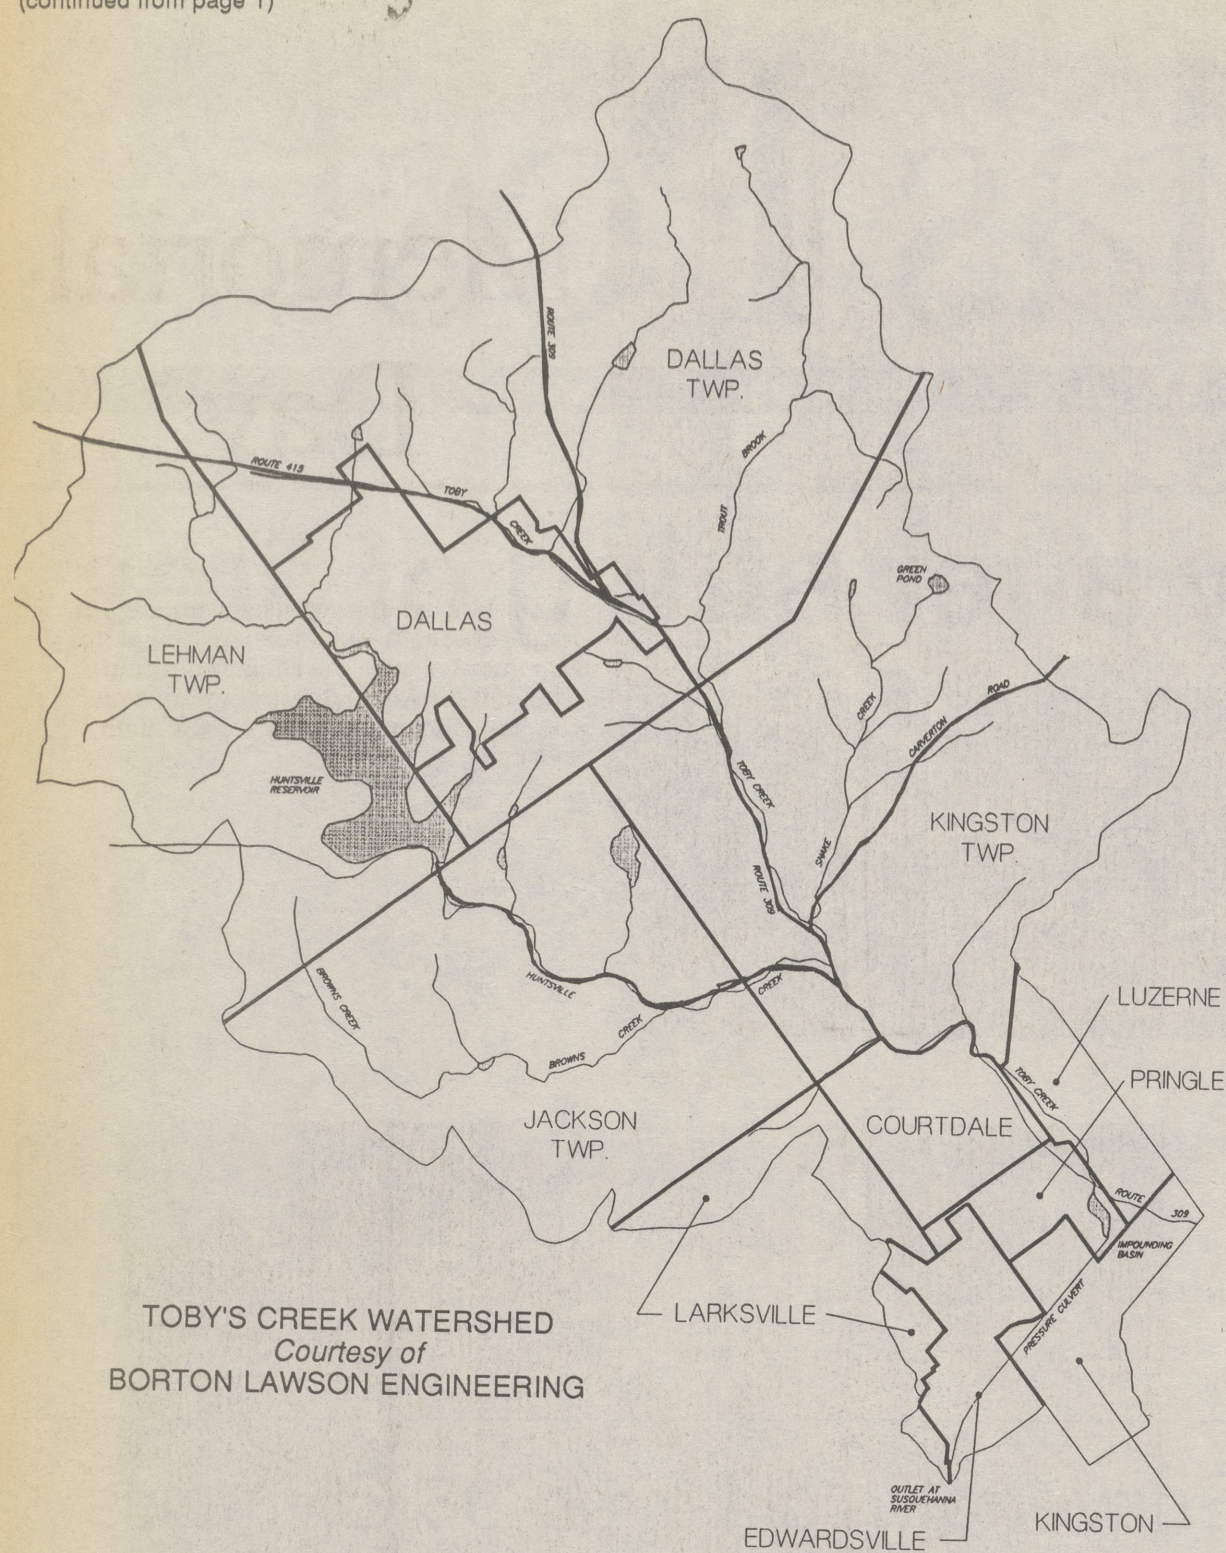 (continued from page 1)
ROUTE 309
DALLAS
TWP.
BROOK
ROUTE 415
TOBY
TROUT
CREEK
GREEN
POND
DALLAS
LEHMAN
TWP.
CREEK
ROAD
CARVERTON
HUNTSVILLE
RESERVOIR
TOBY CREEK
KINGSTON
TWP.
SNAKE
ROUTE 309
HUNTSVILLE
CREEK
BROWNS CREEK
LUZERNE
CREEK
BROWNS
TOBY CREEK
PRINGLE
JACKSON
TWP.
COURTDALE
ROUTE
309
IMPOUNDING
BASIN
PRESSURE CULVERT
LARKSVILLE
TOBY'S CREEK WATERSHED
Courtesy of
BORTON LAWSON ENGINEERING
OUTLET AT
SUSQUEHANNA
RIVER
KINGSTON
EDWARDSVILLE